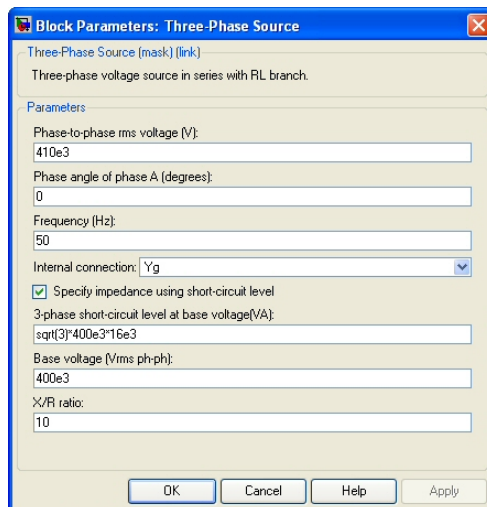 Block Parameters: Three-Phase Source
Three-Phase Source (mask) (link)
Three-phase voltage source in series with RL branch.
Parameters
Phase-to-phase rms voltage (V):
410e3
Phase angle of phase A (degrees):
0
Frequency (Hz):
50
Internal connection: Yg
Specify impedance using short-circuit level
3-phase short-circuit level at base voltage(VA):
sqrt(3)*400e3*16e3
Base voltage (Vrms ph-ph):
400e3
X/R ratio:
10
OK Cancel Help Apply